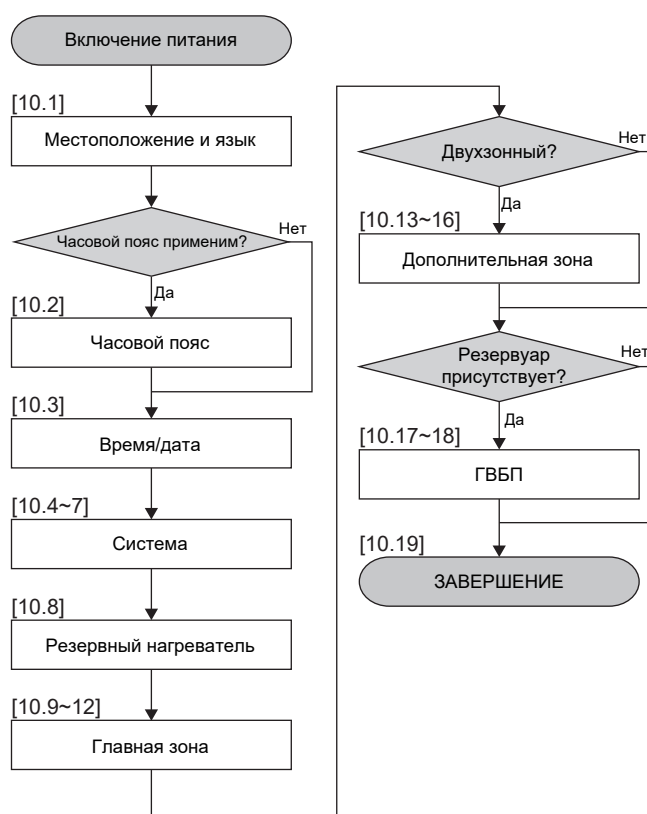 Включение питания
[10.1]
Местоположение и язык
Часовой пояс применим?
Нет
Да
[10.2]
Часовой пояс
[10.3]
Время/дата
[10.4~7]
Система
[10.8]
Резервный нагреватель
[10.9~12]
Главная зона
Двухзонный?
Нет
Да
[10.13~16]
Дополнительная зона
Резервуар
присутствует?
Нет
Да
[10.17~18]
ГВБП
[10.19]
ЗАВЕРШЕНИЕ